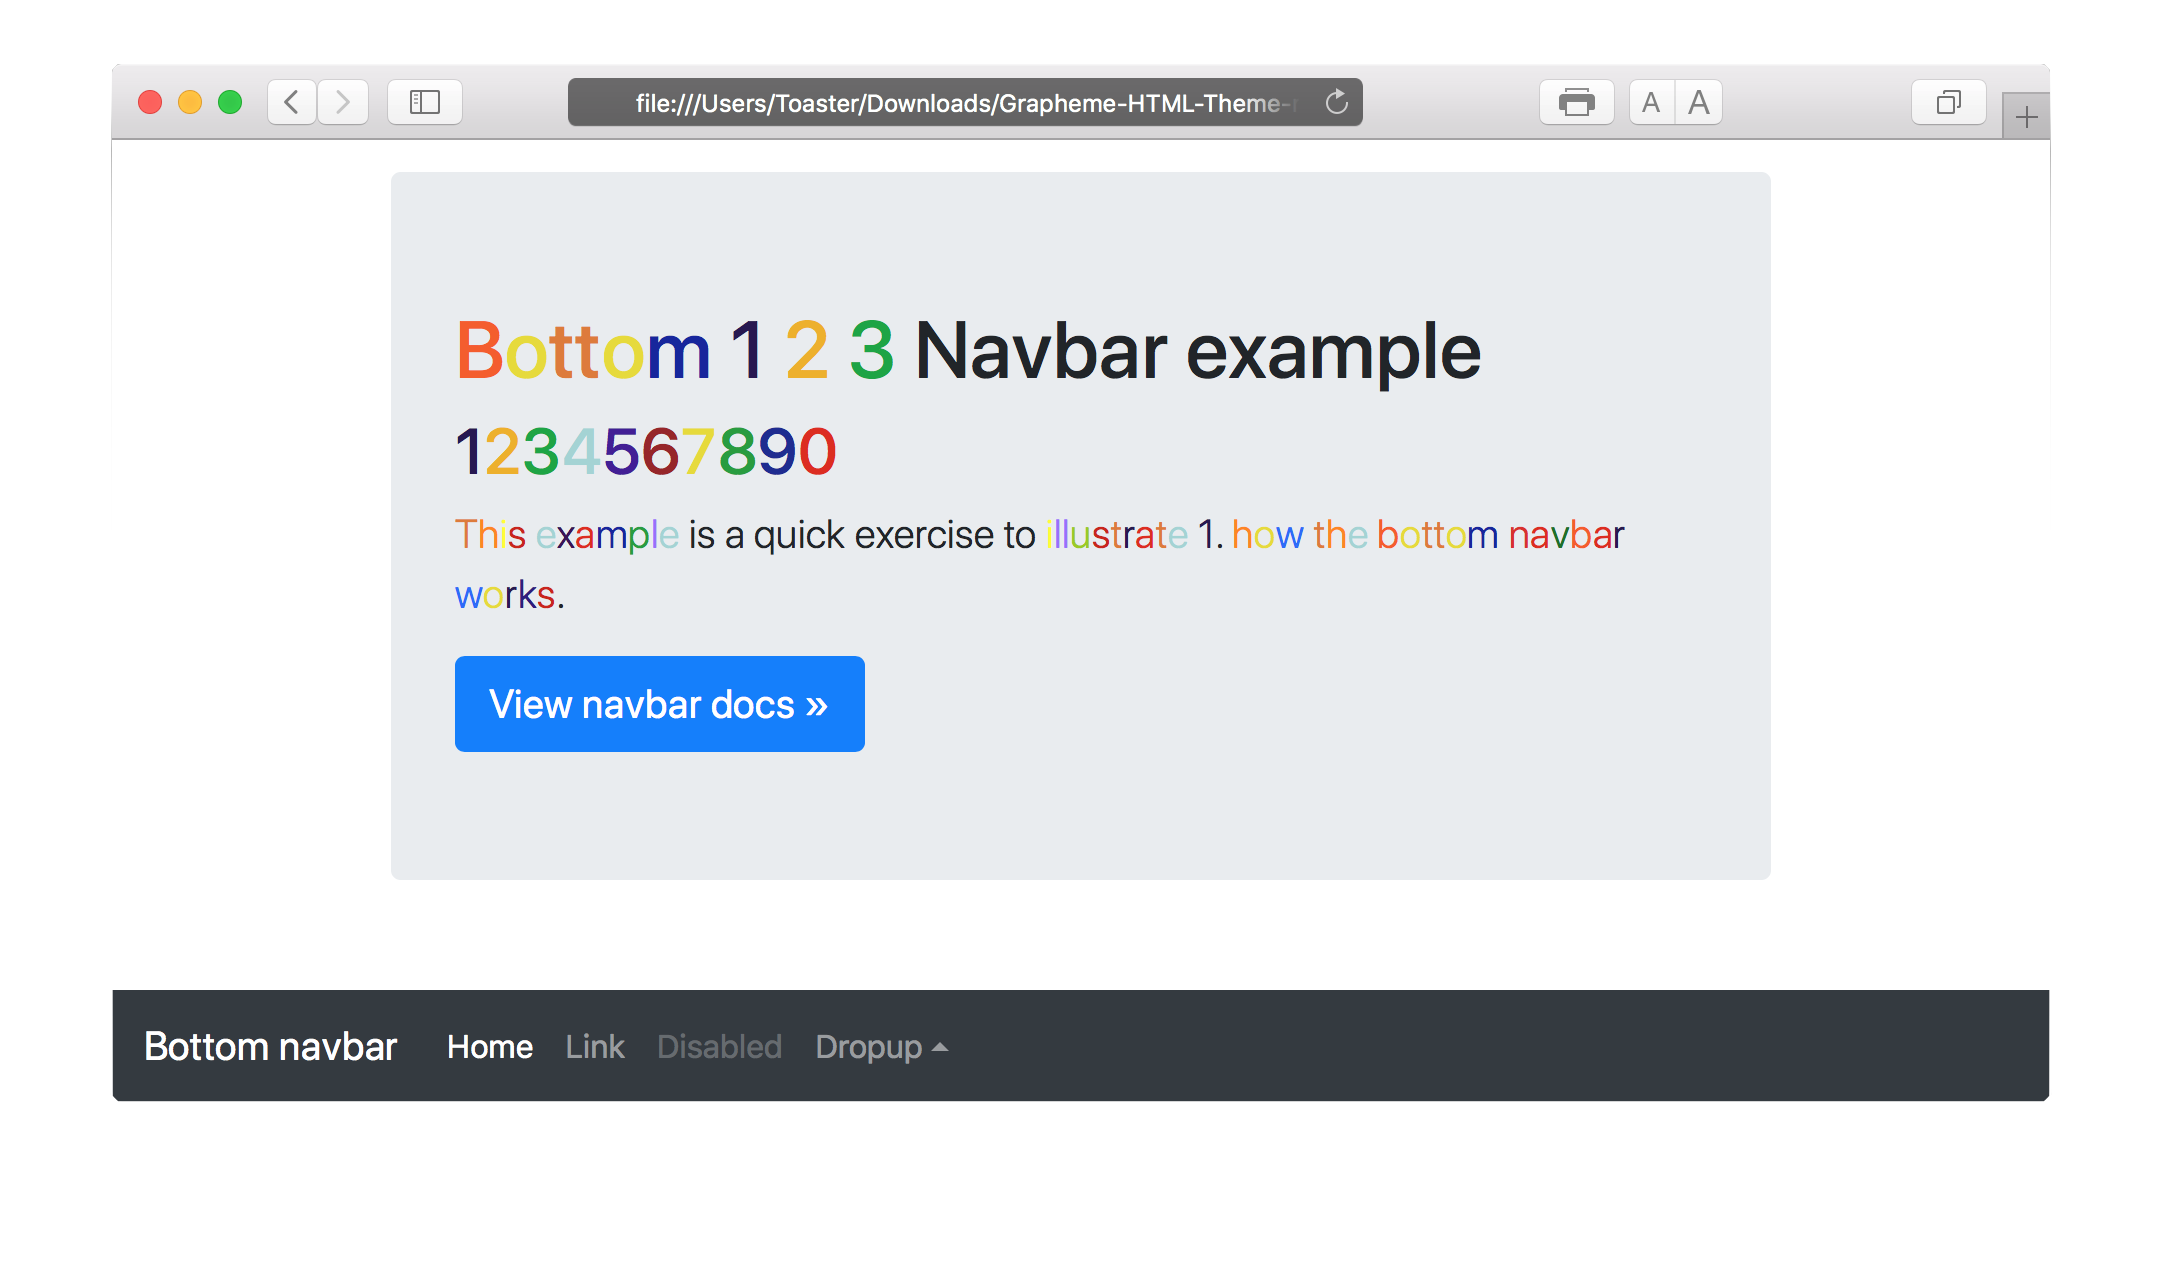 file:///Users/Toaster/Downloads/Grapheme-HTML-Theme-
A A
Bottom 1 2 3 Navbar example
1234567890
This example is a quick exercise to illustrate 1. how the bottom navbar
works.
View navbar docs »
Bottom navbar Home Link Disabled Dropup